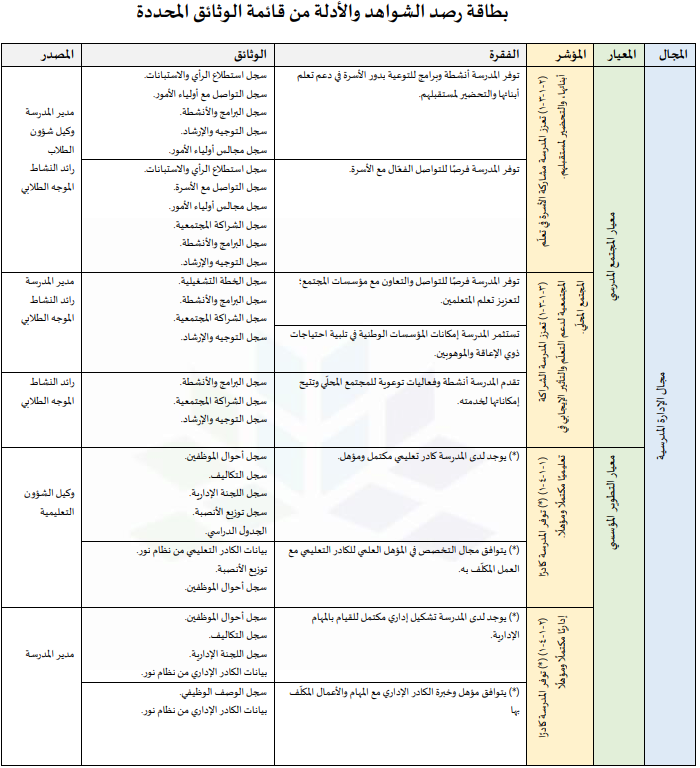 بطاقة رصد الشواهد والأدلة من قائمة الوثائق المحددة
المجال
المعيار
المؤشر
الفقرة
الوثائق
المصدر
مجال الإدارة المدرسية
معيار المجتمع المدرسي
(١-٣-١-٢) تعزز المدرسة مشاركة الأسرة في تعلّم
أبنائها، والتحضير لمستقبلهم.
توفر المدرسة أنشطة وبرامج للتوعية بدور الأسرة في دعم تعلم
أبنائها والتحضير لمستقبلهم.
سجل استطلاع الرأي والاستبانات.
سجل التواصل مع أولياء الأمور.
سجل البرامج والأنشطة.
سجل التوجيه والإرشاد.
سجل مجالس أولياء الأمور.
مدير المدرسة
وكيل شؤون
الطلاب
رائد النشاط
الموجه الطلابي
توفر المدرسة فرصًا للتواصل الفعّال مع الأسرة.
سجل استطلاع الرأي والاستبانات.
سجل التواصل مع الأسرة.
سجل مجالس أولياء الأمور.
سجل الشراكة المجتمعية.
سجل البرامج والأنشطة.
سجل التوجيه والإرشاد.
(١-٣-١-٣) تعزز المدرسة الشراكة
المجتمعية لدعم التعلّم والتأثير الإيجابي في
المجتمع المحلّي.
توفر المدرسة فرصًا للتواصل والتعاون مع مؤسسات المجتمع؛
لتعزيز تعلم المتعلمين.
سجل الخطة التشغيلية.
سجل البرامج والأنشطة.
سجل الشراكة المجتمعية.
سجل التوجيه والإرشاد.
مدير المدرسة
رائد النشاط
الموجه الطلابي
تستثمر المدرسة إمكانات المؤسسات الوطنية في تلبية احتياجات
ذوي الإعاقة والموهوبين.
تقدم المدرسة أنشطة وفعاليات توعوية للمجتمع المحلّي وتتيح
إمكاناتها لخدمته.
سجل البرامج والأنشطة.
سجل الشراكة المجتمعية.
سجل التوجيه والإرشاد.
رائد النشاط
الموجه الطلابي
معيار التطوير المؤسسي
(١-٤-١-١) (*) توفر المدرسة كادرًا
تعليميًا مكتملًا ومؤهلًا.
(*) يوجد لدى المدرسة كادر تعليمي مكتمل ومؤهل.
سجل أحوال الموظفين.
سجل التكاليف.
سجل اللجنة الإدارية.
سجل توزيع الأنصبة.
الجدول الدراسي.
وكيل الشؤون
التعليمية
(*) يتوافق مجال التخصص في المؤهل العلمي للكادر التعليمي مع
العمل المكلّف به.
بيانات الكادر التعليمي من نظام نور.
توزيع الأنصبة.
سجل أحوال الموظفين.
(١-٤-١-٢) (*) توفر المدرسة كادرًا
إداريًا مكتملًا ومؤهلًا
(*) يوجد لدى المدرسة تشكيل إداري مكتمل للقيام بالمهام
الإدارية.
سجل أحوال الموظفين.
سجل التكاليف.
سجل اللجنة الإدارية.
بيانات الكادر الإداري من نظام نور.
مدير المدرسة
(*) يتوافق مؤهل وخبرة الكادر الإداري مع المهام والأعمال المكلّف
بها
سجل الوصف الوظيفي.
بيانات الكادر الإداري من نظام نور.